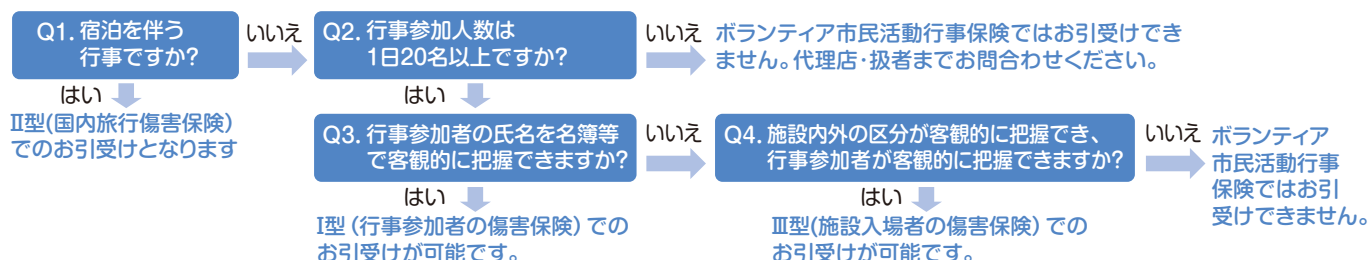 Q1. 宿泊を伴う
行事ですか?
いいえ
はい
Ⅱ型(国内旅行傷害保険)
でのお引受けとなります
Q2. 行事参加人数は
1日20名以上ですか?
いいえ
ボランティア市民活動行事保険ではお引受けでき
ません。代理店・扱者までお問合わせください。
はい
Q3. 行事参加者の氏名を名簿等
で客観的に把握できますか?
いいえ
はい
Ⅰ型(行事参加者の傷害保険)での
お引受けが可能です。
Q4. 施設内外の区分が客観的に把握でき、
行事参加者が客観的に把握できますか?
いいえ
ボランティア
市民活動行事
保険ではお引
受けできません。
はい
Ⅲ型(施設入場者の傷害保険)での
お引受けが可能です。